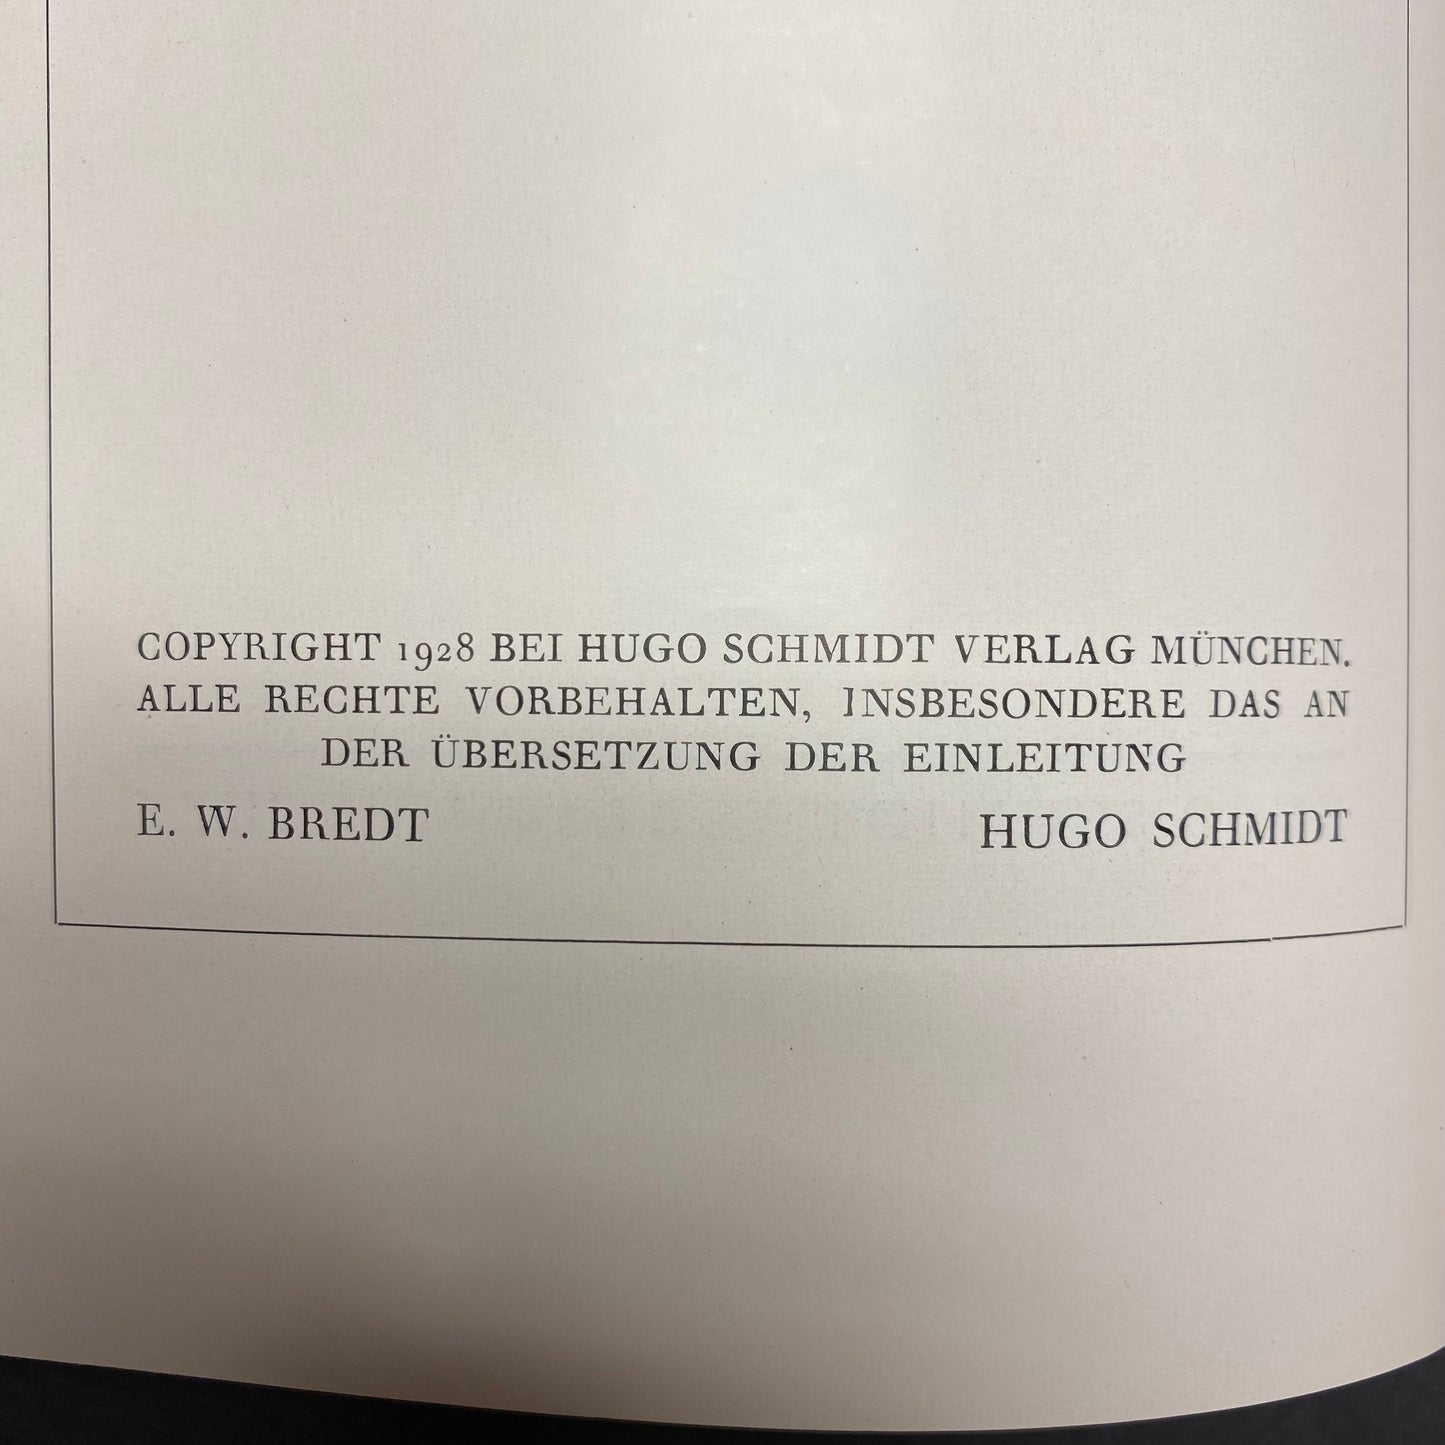 COPYRIGHT 1928 BEI HUGO SCHMIDT VERLAG MÜNCHEN.
ALLE RECHTE VORBEHALTEN, INSBESONDERE DAS AN
DER ÜBERSETZUNG DER EINLEITUNG
E. W. BREDT HUGO SCHMIDT